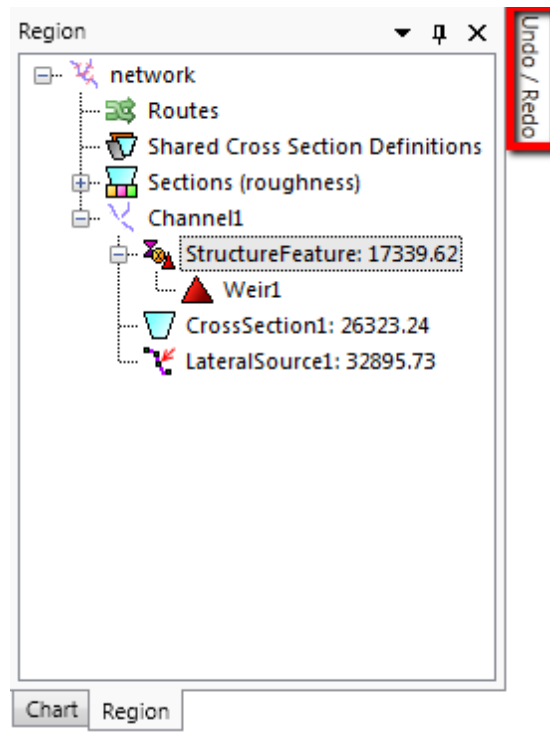 Region
Undo / Redo
network
Routes
Shared Cross Section Definitions
Sections (roughness)
Channel1
StructureFeature: 17339.62
Weir1
CrossSection1: 26323.24
LateralSource1: 32895.73
Chart
Region